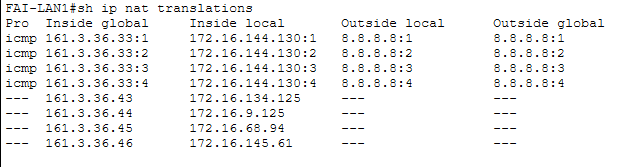 FAI-LAN1#sh ip nat translations
Pro  Inside global     Inside local       Outside local      Outside global
icmp 161.3.36.33:1     172.16.144.130:1   8.8.8.8:1          8.8.8.8:1
icmp 161.3.36.33:2     172.16.144.130:2   8.8.8.8:2          8.8.8.8:2
icmp 161.3.36.33:3     172.16.144.130:3   8.8.8.8:3          8.8.8.8:3
icmp 161.3.36.33:4     172.16.144.130:4   8.8.8.8:4          8.8.8.8:4
---  161.3.36.43       172.16.134.125     ---                ---
---  161.3.36.44       172.16.9.125       ---                ---
---  161.3.36.45       172.16.68.94       ---                ---
---  161.3.36.46       172.16.145.61      ---                ---